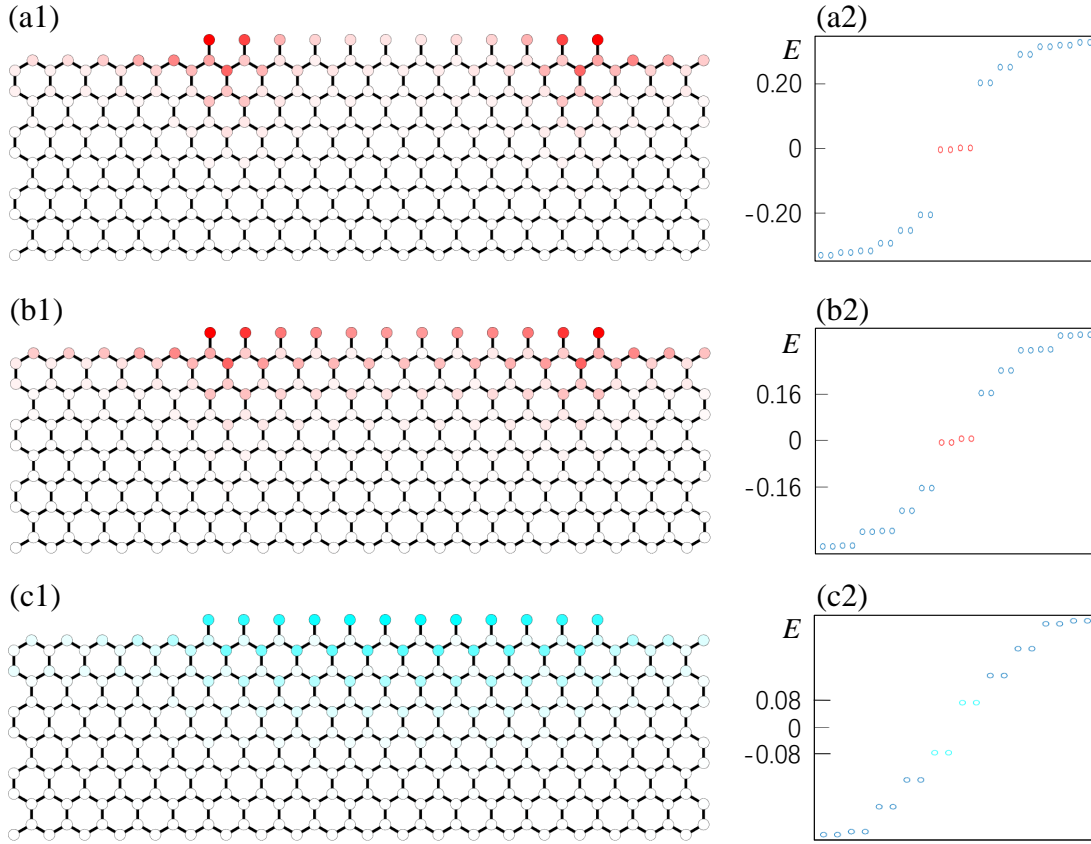 (a1)
(a2)
E
0.20
0
-0.20
(b1)
(b2)
E
0.16
0
-0.16
(c1)
(c2)
E
0.08
0
-0.08